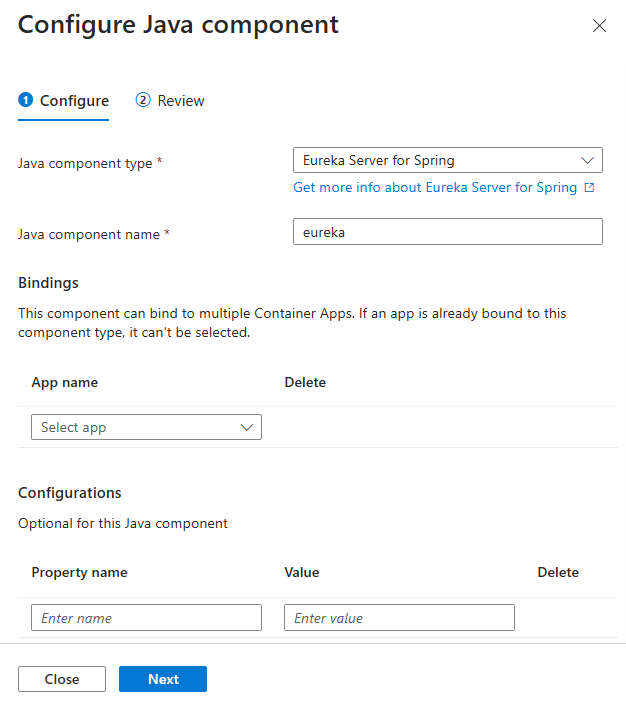 Configure Java component
1 Configure
2 Review
Java component type *
Eureka Server for Spring
Get more info about Eureka Server for Spring
Java component name *
eureka
Bindings
This component can bind to multiple Container Apps. If an app is already bound to this
component type, it can't be selected.
App name
Delete
Select app
Configurations
Optional for this Java component
Property name
Value
Delete
Enter name
Enter value
Close
Next